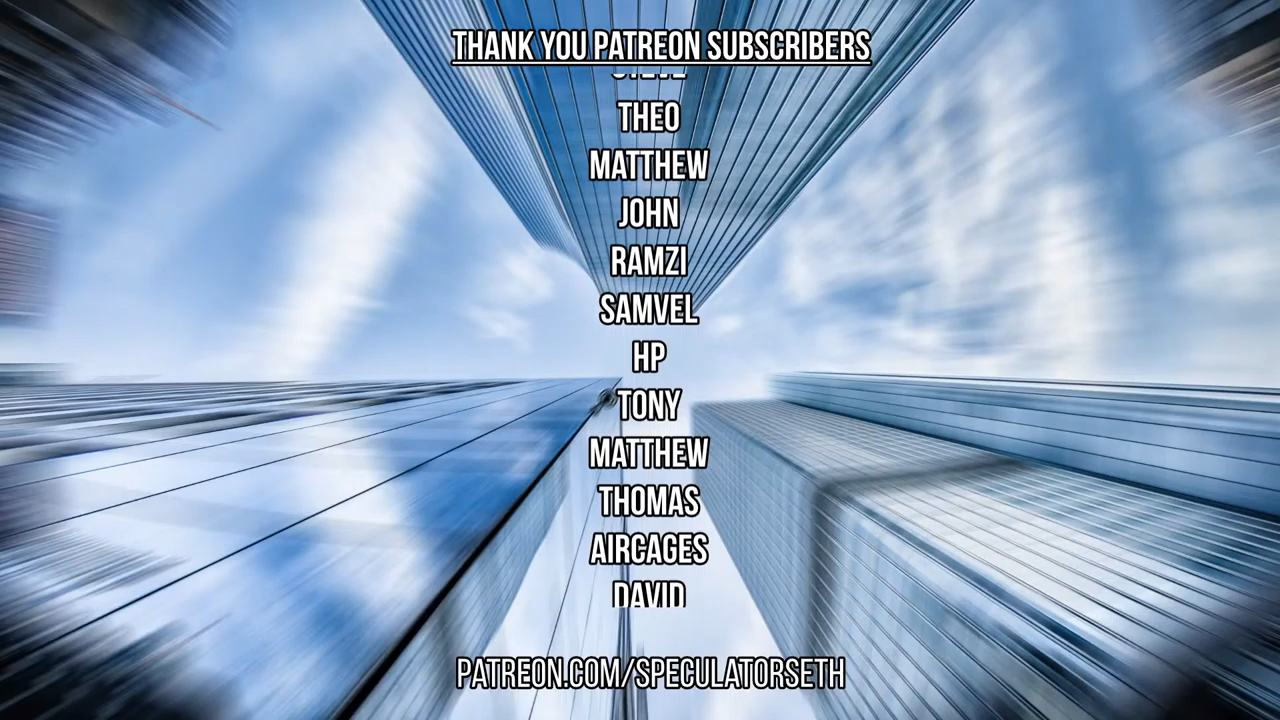 THANK YOU PATREON SUBSCRIBERS
THEO
MATTHEW
JOHN
RAMZI
SAMVEL
HP
TONY
MATTHEW
THOMAS
AIRCAGES
DAVID
PATREON.COM/SPECULATORSETH